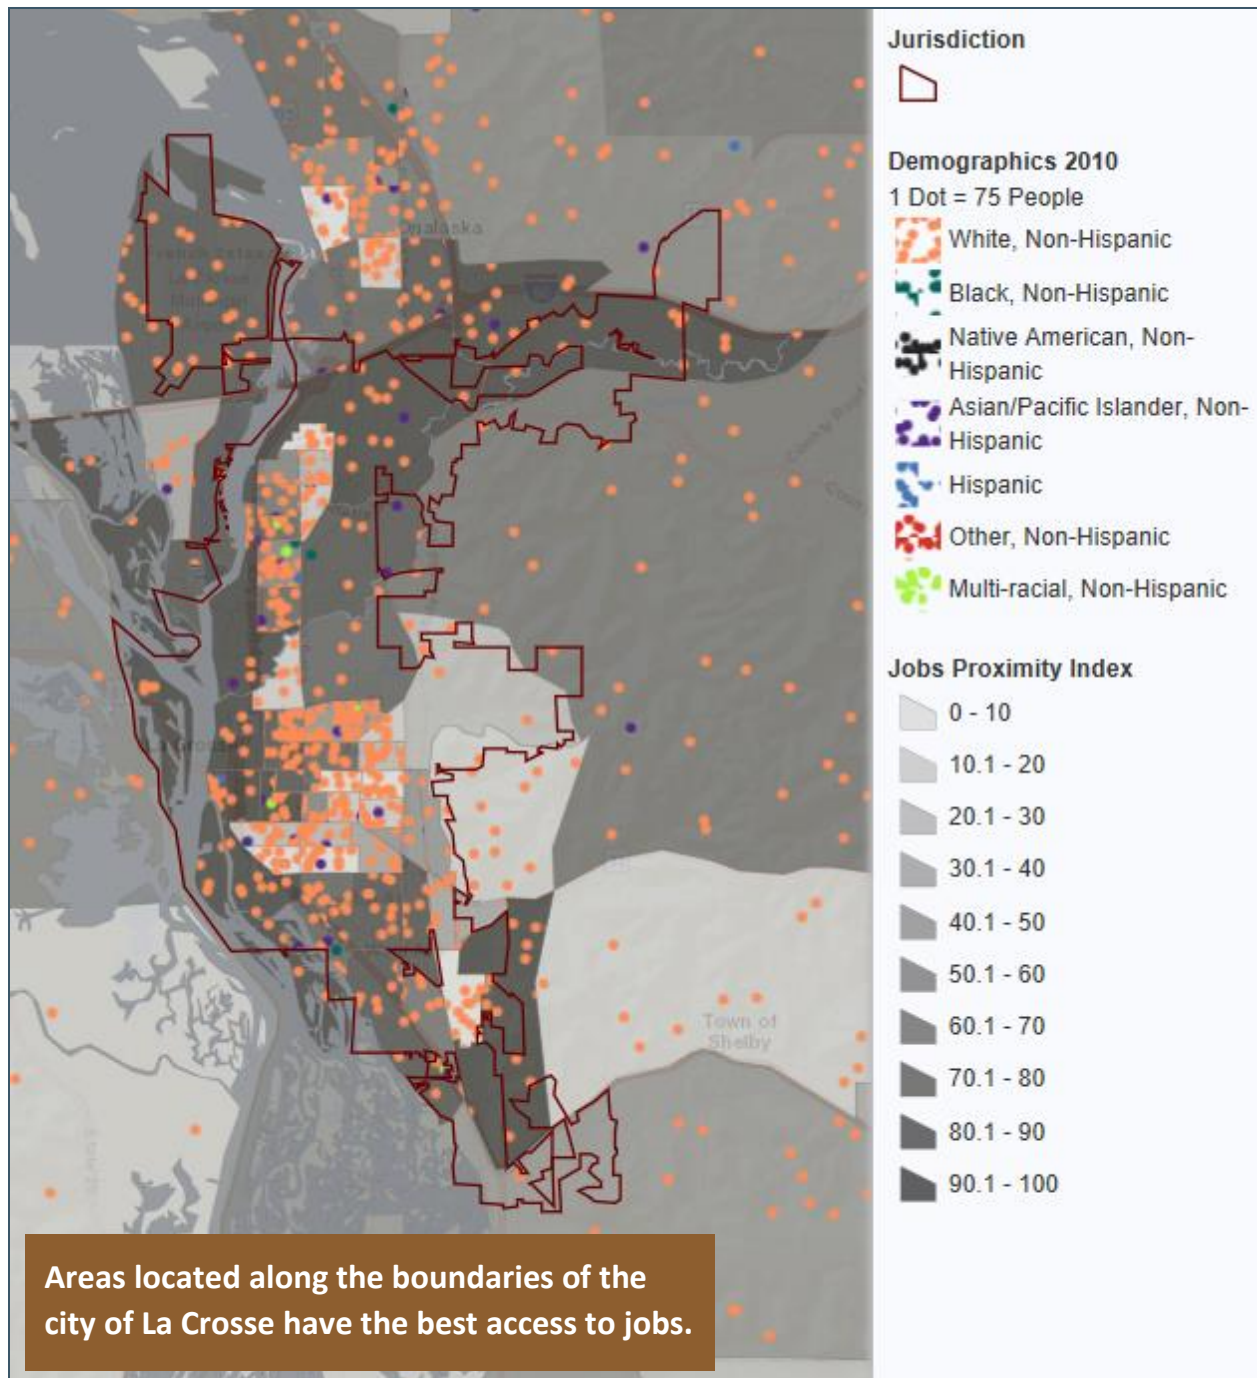 Jurisdiction
Demographics 2010
1 Dot = 75 People
White, Non-Hispanic
Black, Non-Hispanic
Native American, Non-
Hispanic
Asian/Pacific Islander, Non-
Hispanic
Hispanic
Other, Non-Hispanic
Multi-racial, Non-Hispanic
Jobs Proximity Index
0 - 10
10.1 - 20
20.1 - 30
30.1 - 40
40.1 - 50
50.1 - 60
60.1 - 70
70.1 - 80
80.1 - 90
90.1 - 100
Town of
Shelby
Areas located along the boundaries of the
city of La Crosse have the best access to jobs.